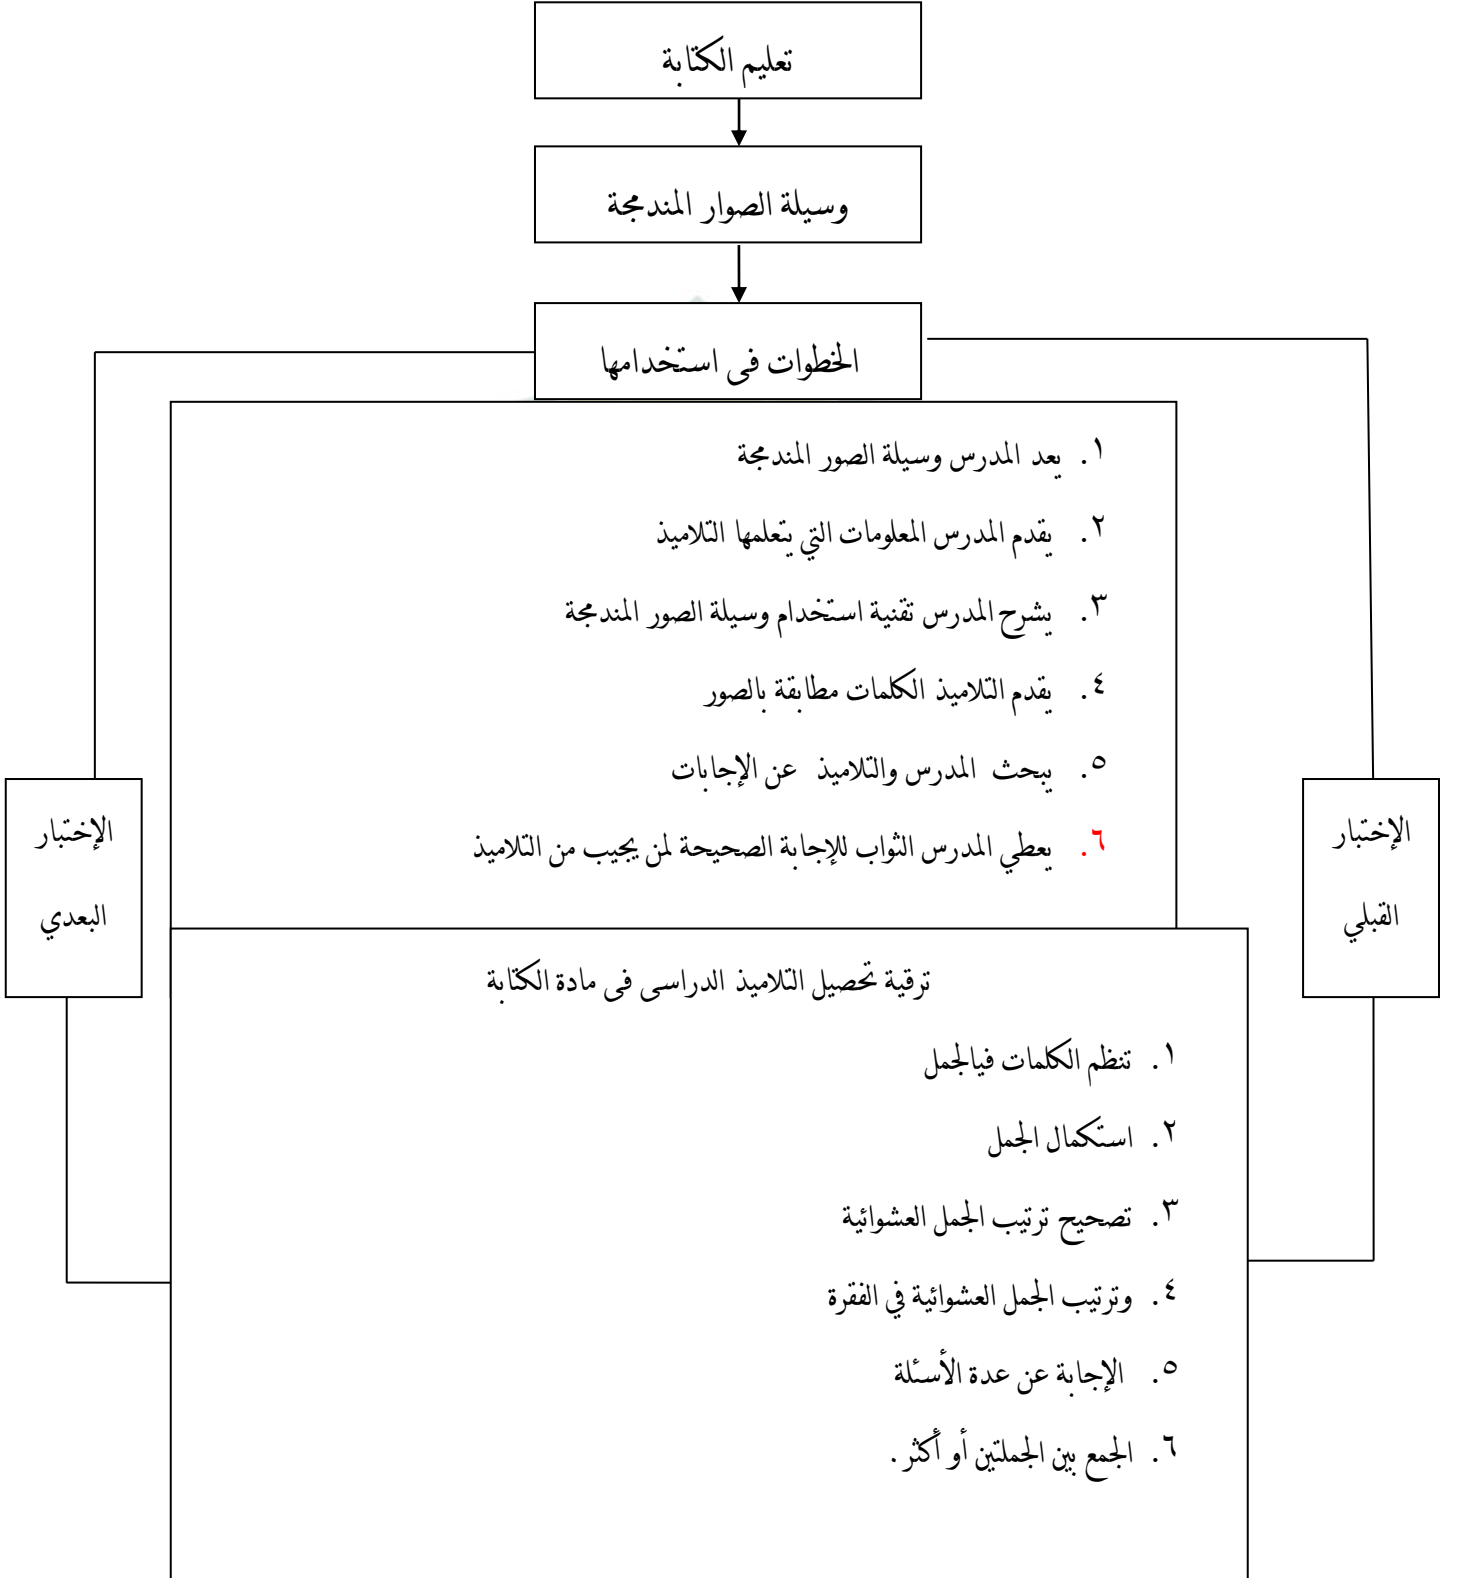 تعليم الكتابة
وسيلة الصوار المندمجة
الخطوات فى استخدامها
١. يعد المدرس وسيلة الصور المندمجة
٢. يقدم المدرس المعلومات التي يتعلمها التلاميذ
٣. يشرح المدرس تقنية استخدام وسيلة الصور المندمجة
٤. يقدم التلاميذ الكلمات مطابقة بالصور
٥. يبحث المدرس والتلاميذ عن الإجابات
٦. يعطي المدرس الثواب للإجابة الصحيحة لمن يجيب من التلاميذ
الإختبار
القبلي
الإختبار
البعدي
ترقية تحصيل التلاميذ الدراسى فى مادة الكتابة
١. تنظم الكلمات فيالجمل
٢. استكمال الجمل
٣. تصحيح ترتيب الجمل العشوائية
٤. وترتيب الجمل العشوائية في الفقرة
٥. الإجابة عن عدة الأسئلة
٦. الجمع بين الجملتين أو أكثر .